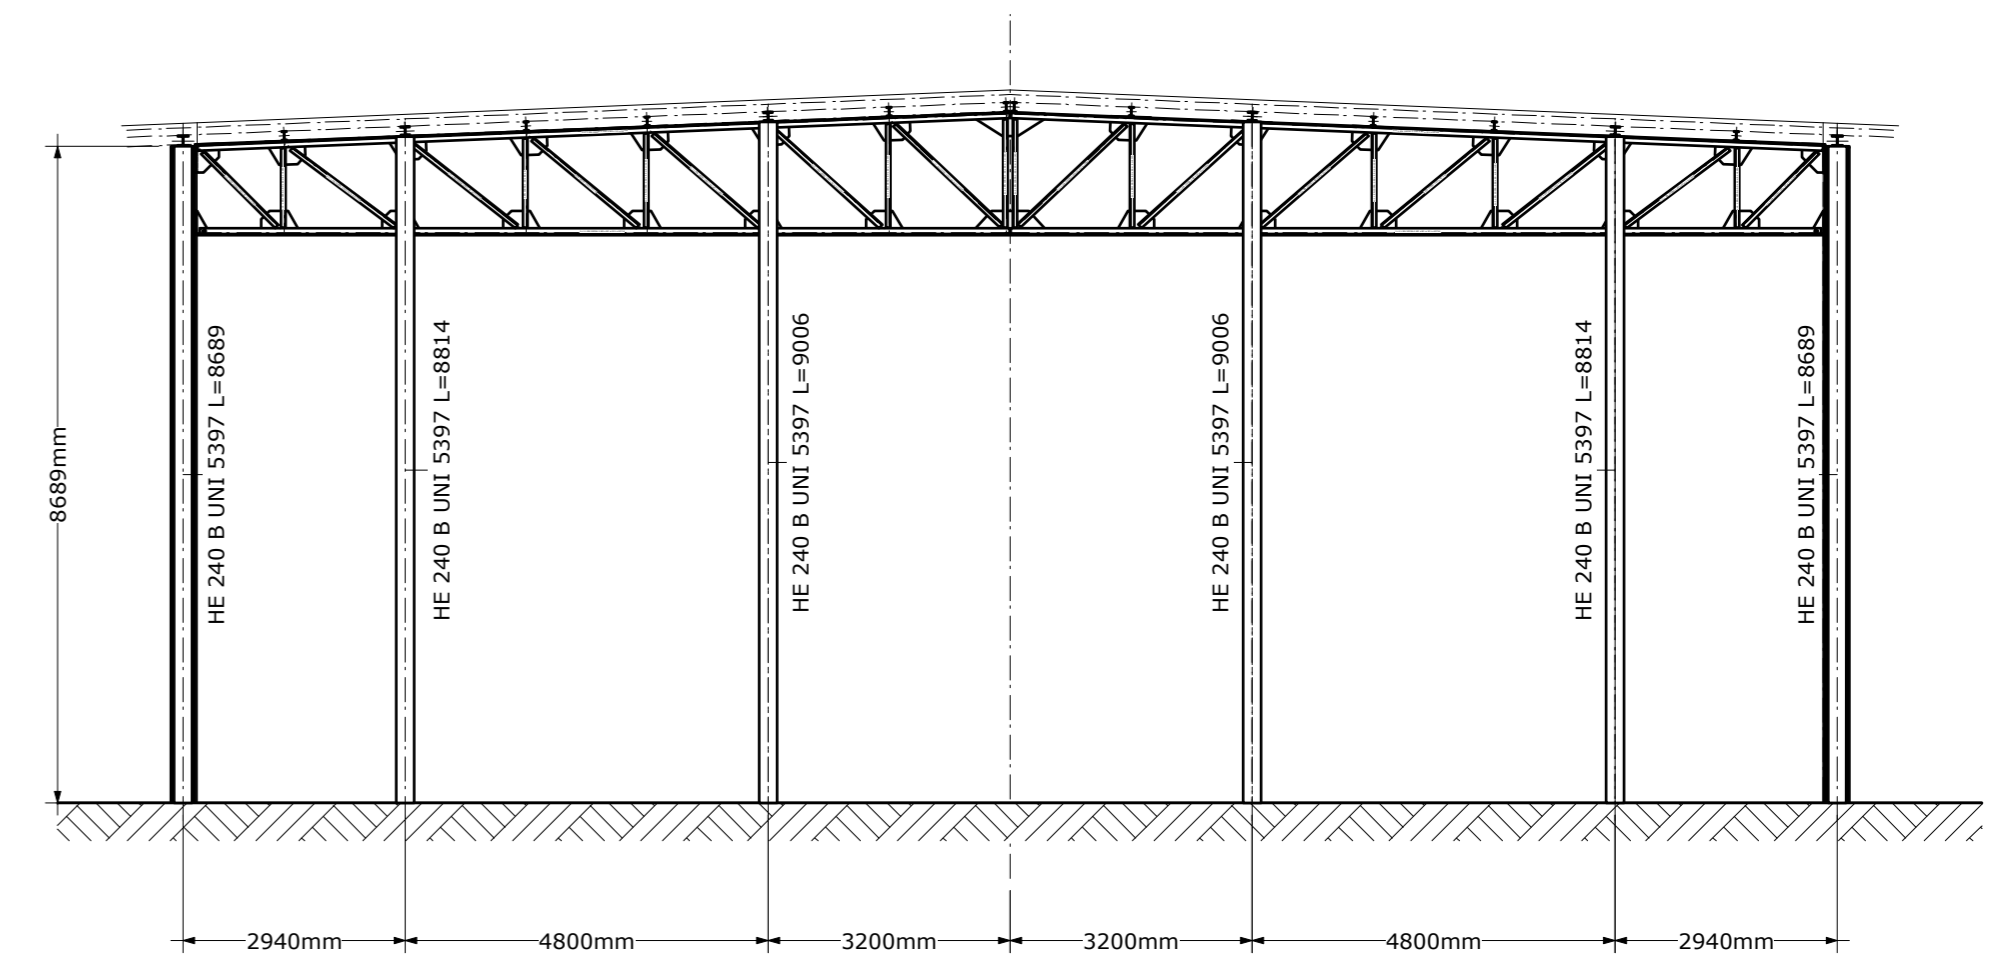 8689mm
HE 240 B UNI 5397 L=8689
HE 240 B UNI 5397 L=8814
HE 240 B UNI 5397 L=9006
HE 240 B UNI 5397 L=9006
HE 240 B UNI 5397 L=8814
HE 240 B UNI 5397 L=8689
2940mm
4800mm
3200mm
3200mm
4800mm
2940mm